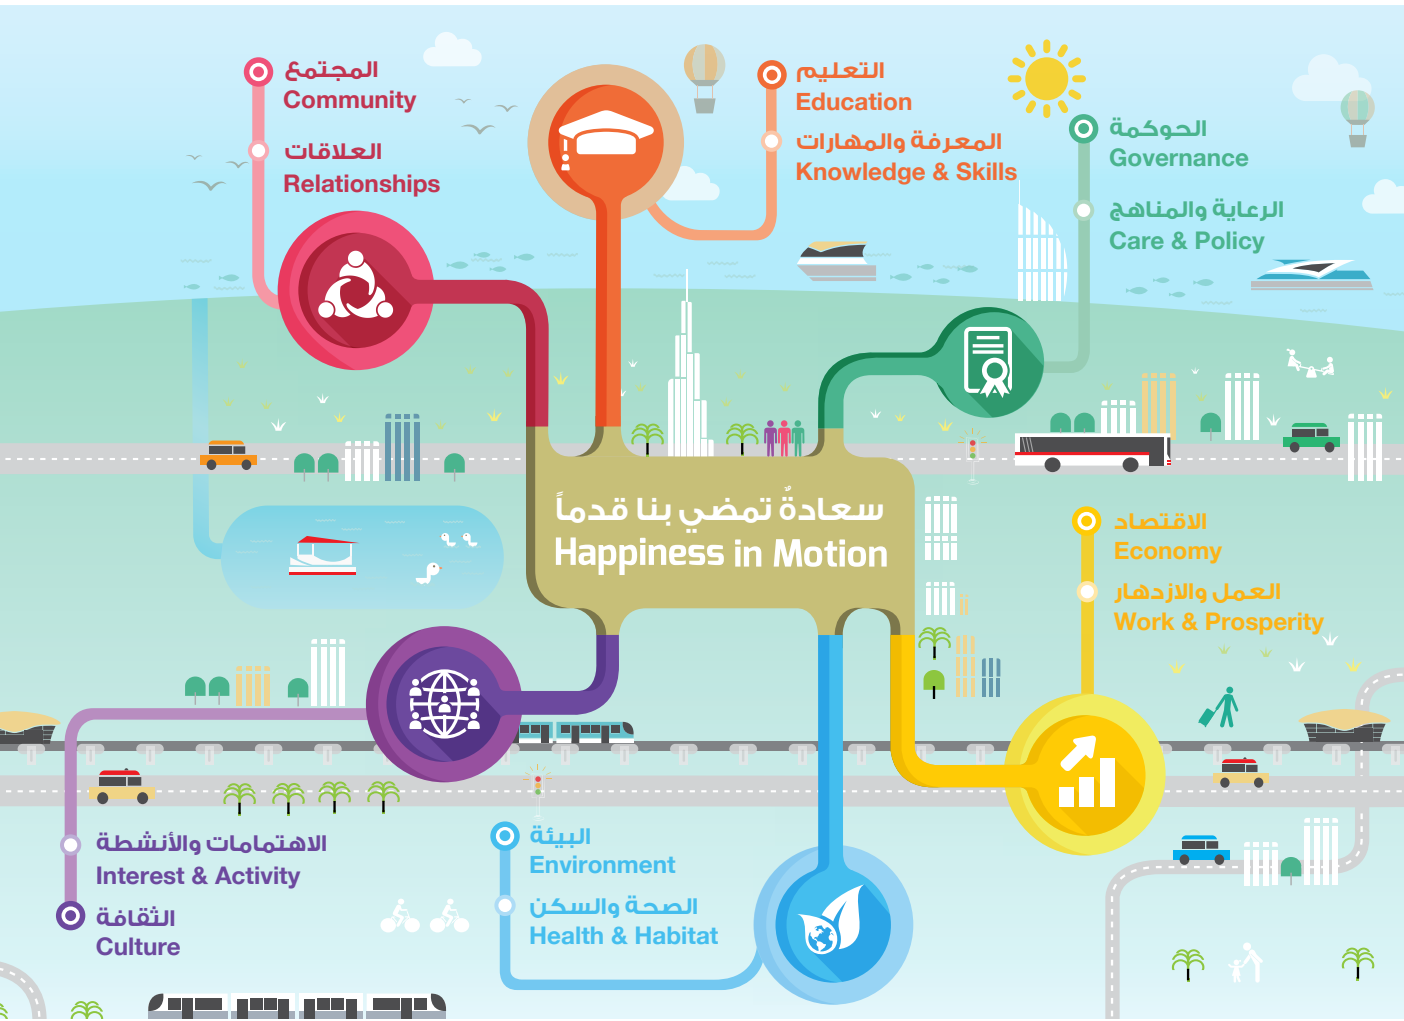 المجتمع
Community
العلاقات
Relationships
التعليم
Education
المعرفة والمهارات
Knowledge & Skills
الحوكمة
Governance
الرعاية والمناهج
Care & Policy
سعادةٌ تمضي بنا قدماً
Happiness in Motion
الاقتصاد
Economy
العمل والازدهار
Work & Prosperity
الاهتمامات والأنشطة
Interest & Activity
الثقافة
Culture
البيئة
Environment
الصحة والسكن
Health & Habitat